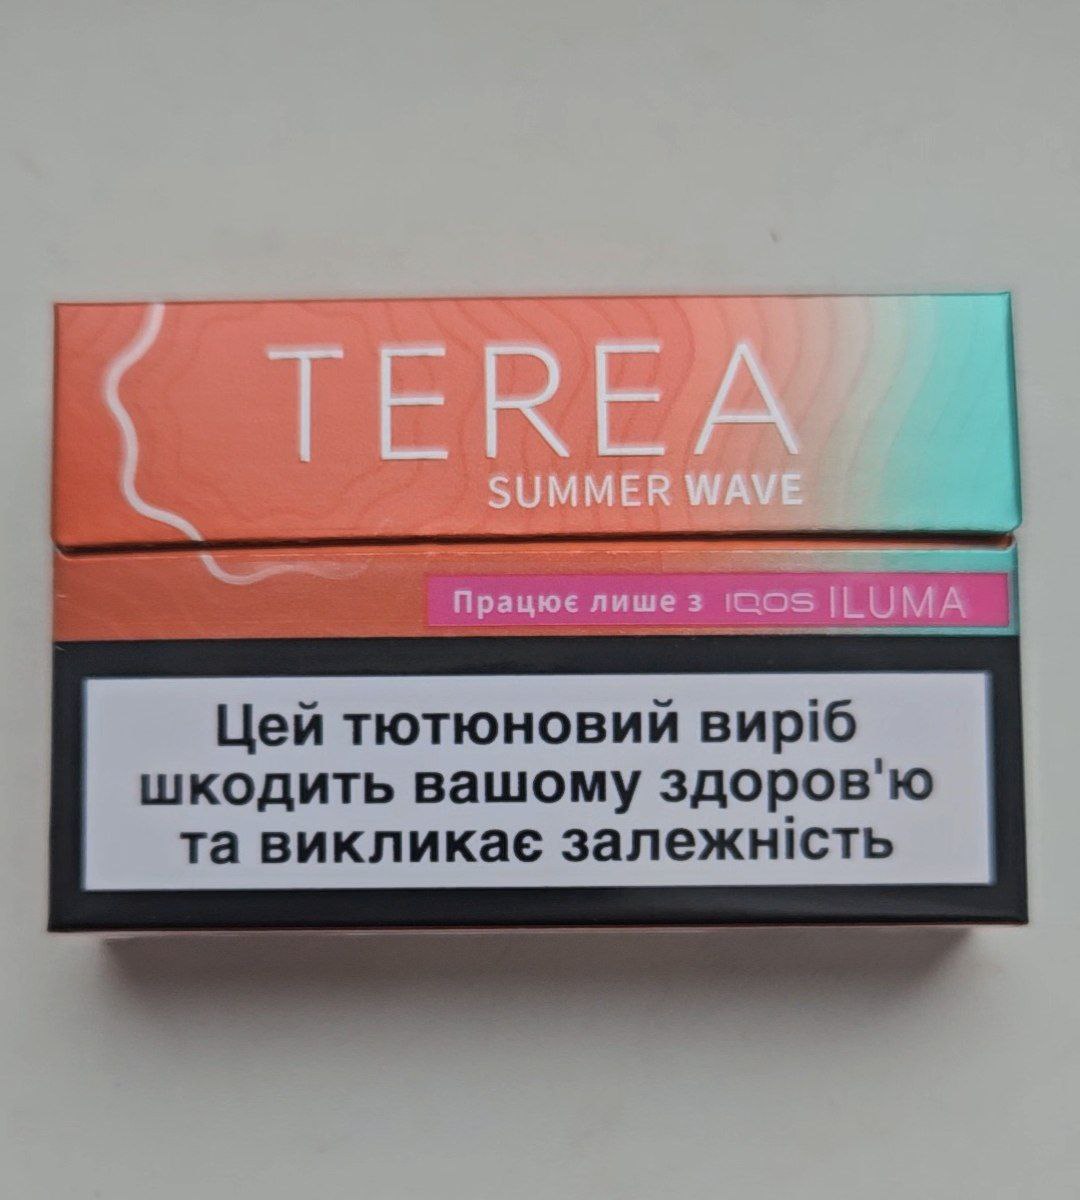 TEREA
SUMMER WAVE
Працює лише з IQOS ILUMA
Цей тютюновий виріб
шкодить вашому здоров'ю
та викликає залежність